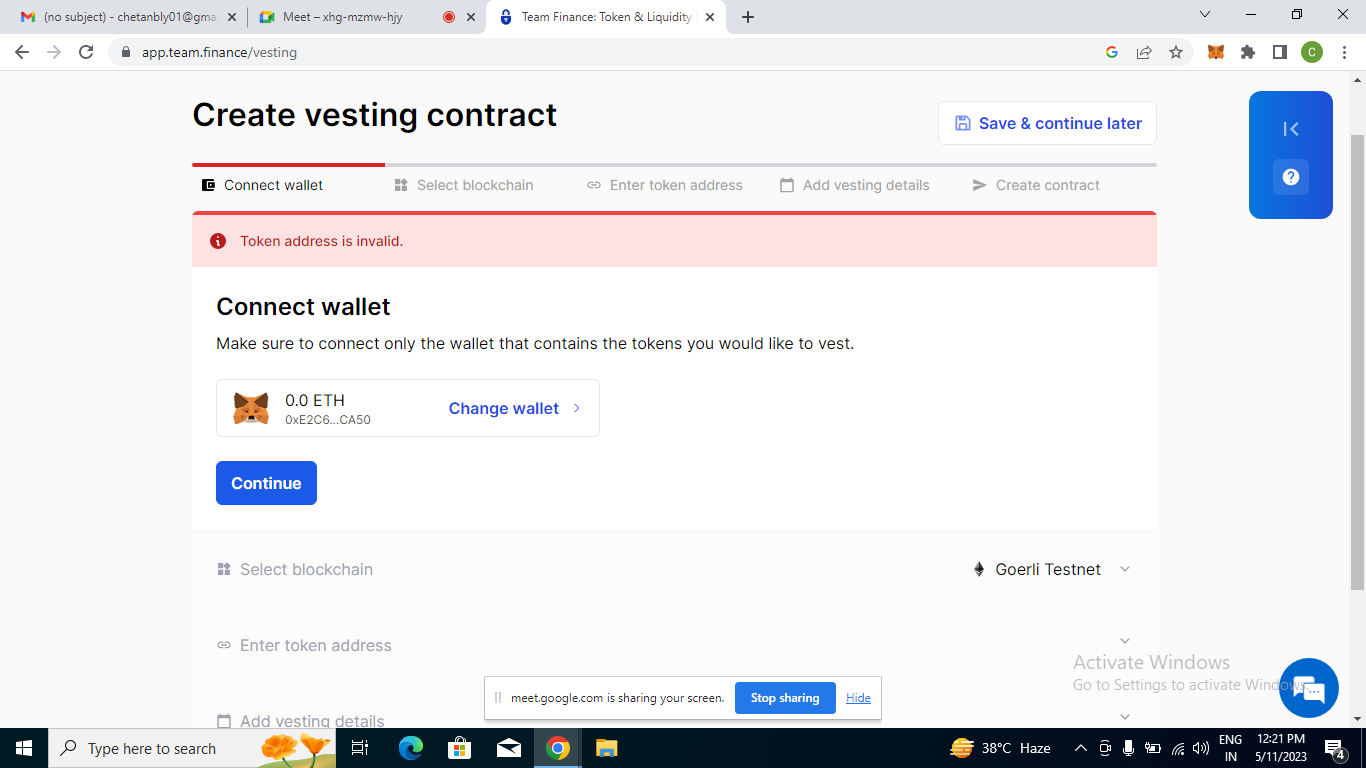 (no subject) - chetanbly01@gma
Meet – xhg-mzmw-hjy
Team Finance: Token & Liquidity
app.team.finance/vesting
C
Create vesting contract
Save & continue later
Connect wallet
Select blockchain
Enter token address
Add vesting details
Create contract
Token address is invalid.
Connect wallet
Make sure to connect only the wallet that contains the tokens you would like to vest.
0.0 ETH
0xE2C6...CA50
Change wallet
Continue
Select blockchain
Goerli Testnet
Enter token address
Activate Windows
Go to Settings to activate Windows.
meet.google.com is sharing your screen.
Stop sharing
Hide
Add vesting details
Type here to search
38°C Haze
ENG
IN
12:21 PM
5/11/2023
4